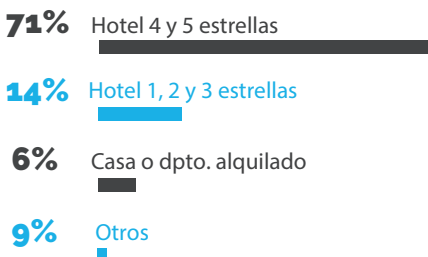 71% Hotel 4 y 5 estrellas
14% Hotel 1, 2 y 3 estrellas
6% Casa o dpto. alquilado
9% Otros